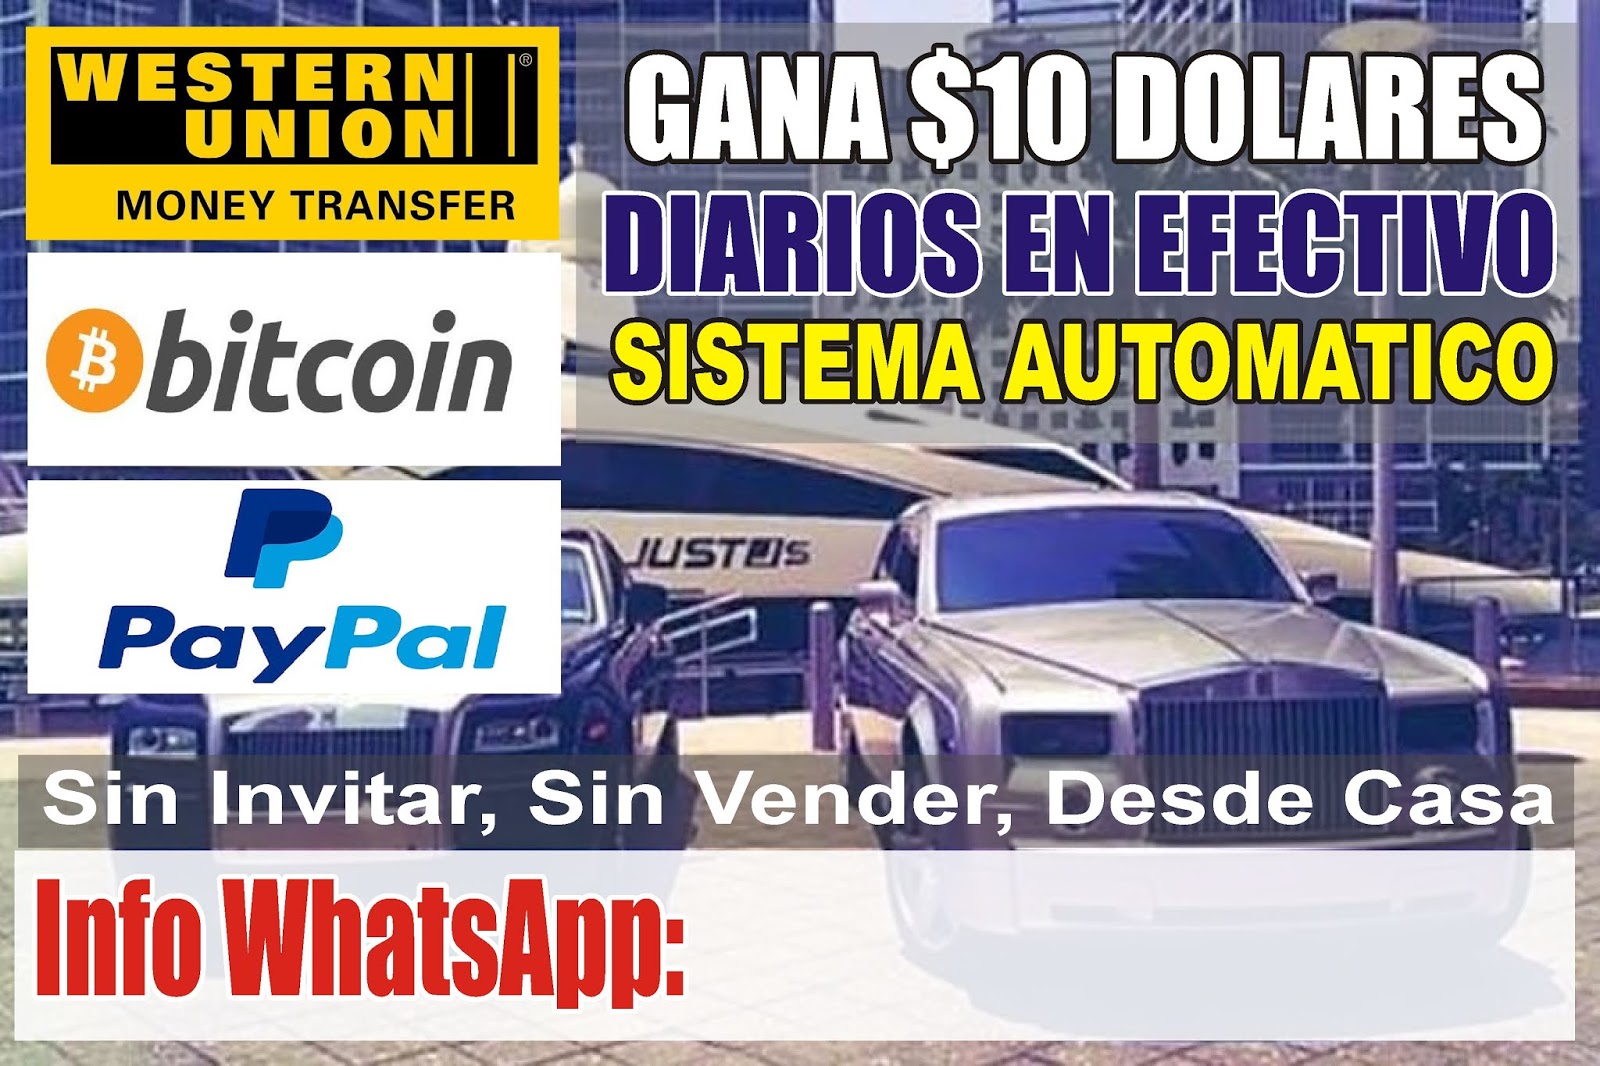 WESTERN
UNION
®
MONEY TRANSFER
bitcoin
PayPal
GANA $10 DOLARES
DIARIOS EN EFECTIVO
SISTEMA AUTOMATICO
JUST JS
Sin Invitar, Sin Vender, Desde Casa
Info WhatsApp: